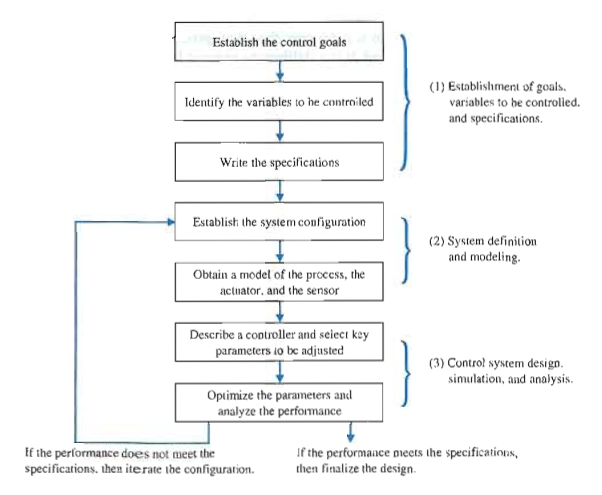 Establish the control goals
Identify the variables to be controlled
Write the specifications
Establish the system configuration
Obtain a model of the process, the
actuator, and the sensor
Describe a controller and select key
parameters to be adjusted
Optimize the parameters and
analyze the performance
(1) Establishment of goals,
variables to be controlled,
and specifications.
(2) System definition
and modeling.
(3) Control system design,
simulation, and analysis.
If the performance does not meet the
specifications, then iterate the configuration.
If the performance meets the specifications,
then finalize the design.